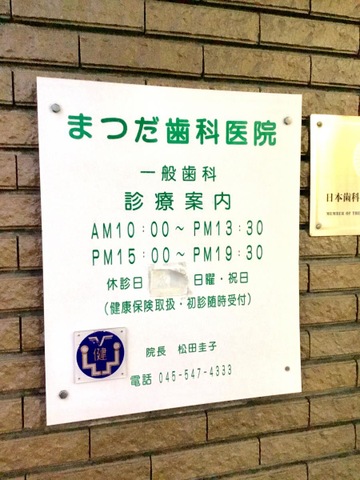 まつだ歯科医院
一般歯科
診療案内
AM10:00～PM13:30
PM15:00～PM19:30
休診日 日曜・祝日
(健康保険取扱・初診随時受付)
健
院長 松田圭子
電話 045-547-4333
日本歯科
MEMBER OF THE